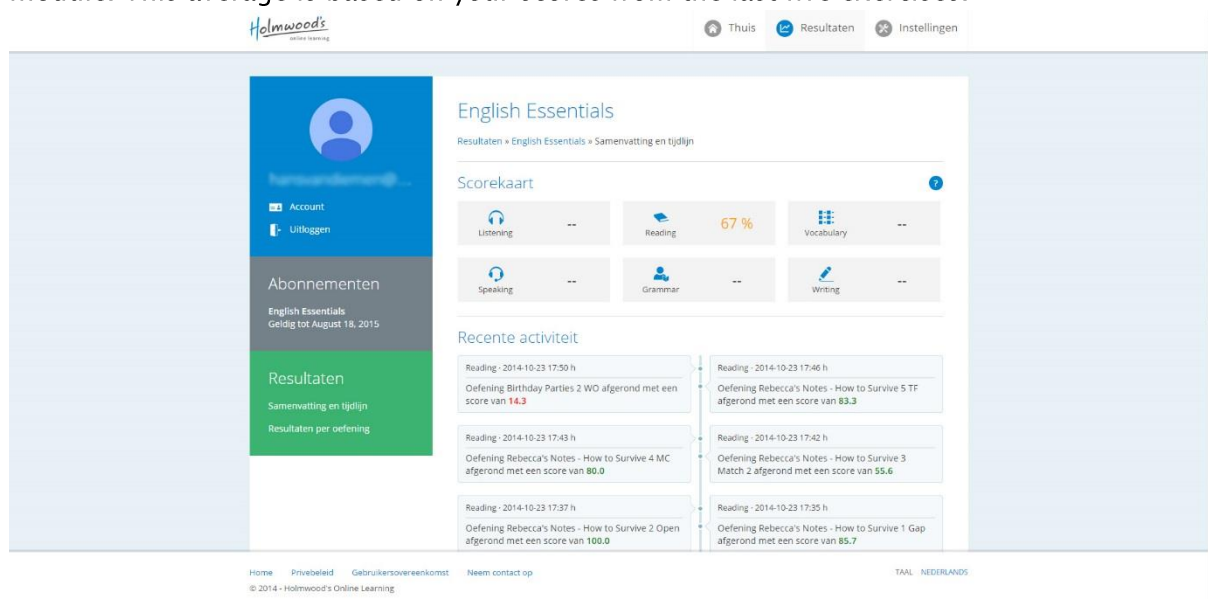 Holmwood's
online learning
Thuis
Resultaten
Instellingen
Account
Uitloggen
Abonnementen
English Essentials
Geldig tot August 18, 2015
Resultaten
Samenvatting en tijdlijn
Resultaten per oefening
English Essentials
Resultaten » English Essentials » Samenvatting en tijdlijn
Scorekaart
?
Listening --
Reading 67 %
Vocabulary --
Speaking --
Grammar --
Writing --
Recente activiteit
Reading - 2014-10-23 17:50 h
Oefening Birthday Parties 2 WO afgerond met een
score van 14.3
Reading - 2014-10-23 17:46 h
Oefening Rebecca's Notes - How to Survive 5 TF
afgerond met een score van 83.3
Reading - 2014-10-23 17:43 h
Oefening Rebecca's Notes - How to Survive 4 MC
afgerond met een score van 80.0
Reading - 2014-10-23 17:42 h
Oefening Rebecca's Notes - How to Survive 3
Match 2 afgerond met een score van 55.6
Reading - 2014-10-23 17:37 h
Oefening Rebecca's Notes - How to Survive 2 Open
afgerond met een score van 100.0
Reading - 2014-10-23 17:35 h
Oefening Rebecca's Notes - How to Survive 1 Gap
afgerond met een score van 85.7
Home Privebeleid Gebruikersovereenkomst Neem contact op
TAAL NEDERLANDS
© 2014 - Holmwood's Online Learning